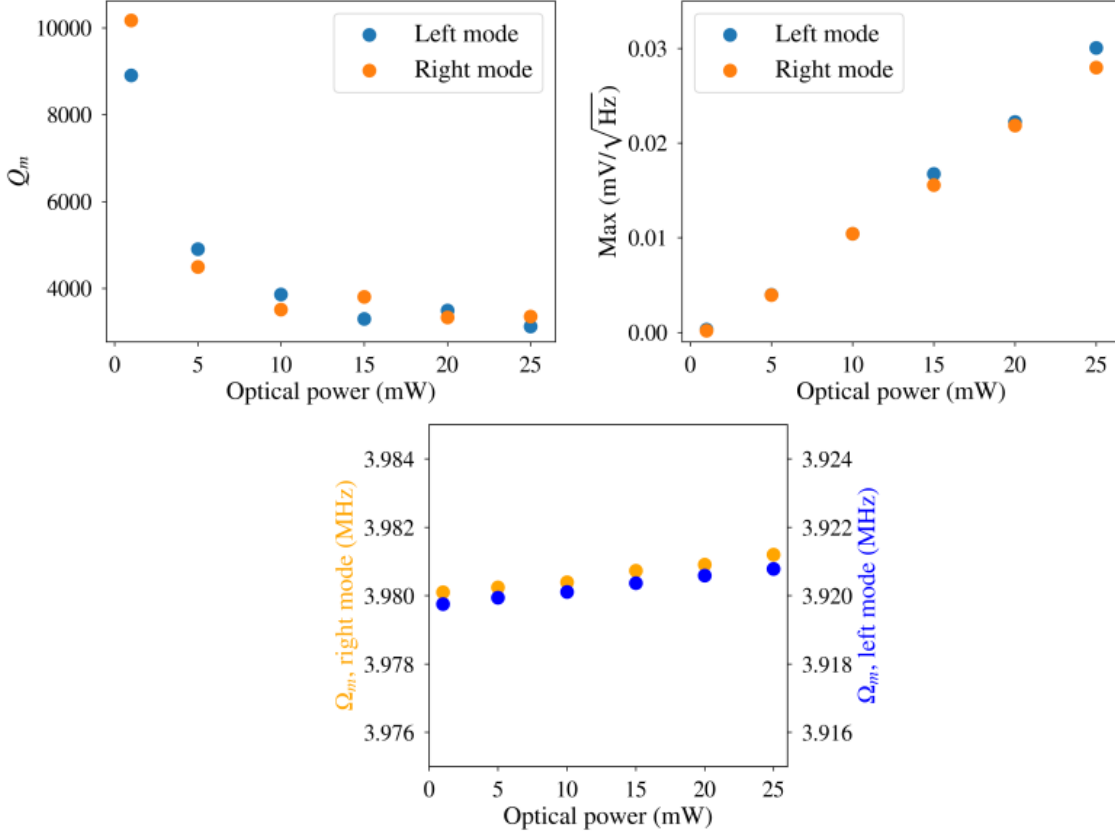 10000
8000
6000
4000
Q_m
0 5 10 15 20 25
Optical power (mW)
Left mode
Right mode
0.03
0.02
0.01
0.00
Max (mV/√Hz)
0 5 10 15 20 25
Optical power (mW)
Left mode
Right mode
3.984
3.982
3.980
3.978
3.976
Ω_m, right mode (MHz)
3.924
3.922
3.920
3.918
3.916
Ω_m, left mode (MHz)
0 5 10 15 20 25
Optical power (mW)